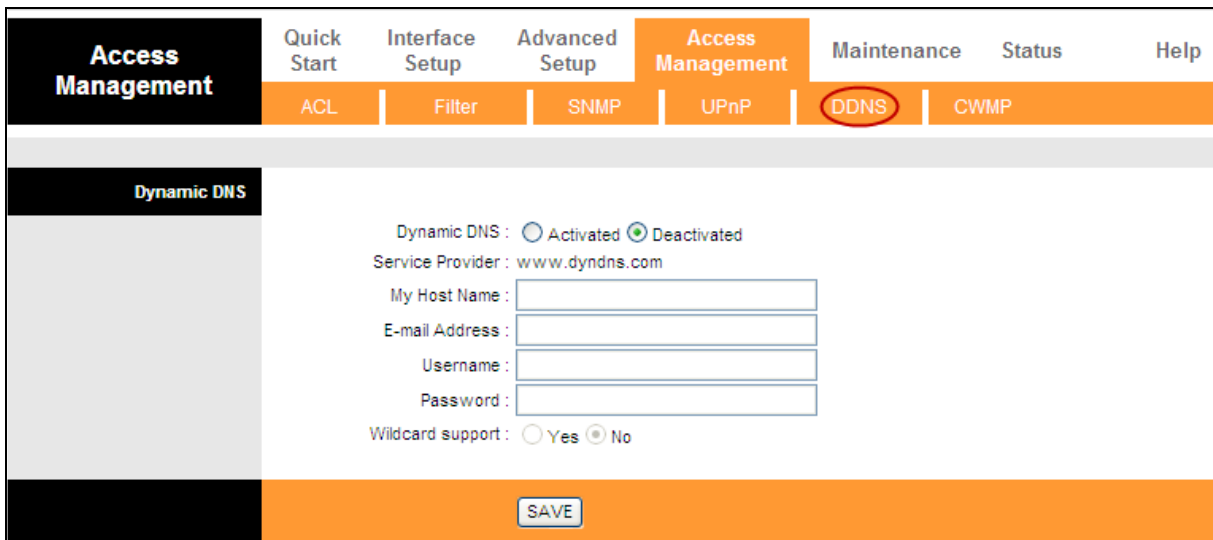 Access
Management
Quick
Start
Interface
Setup
Advanced
Setup
Access
Management
Maintenance
Status
Help
ACL
Filter
SNMP
UPnP
DDNS
CWMP
Dynamic DNS
Dynamic DNS : Activated Deactivated
Service Provider : www.dyndns.com
My Host Name :
E-mail Address :
Username :
Password :
Wildcard support : Yes No
SAVE